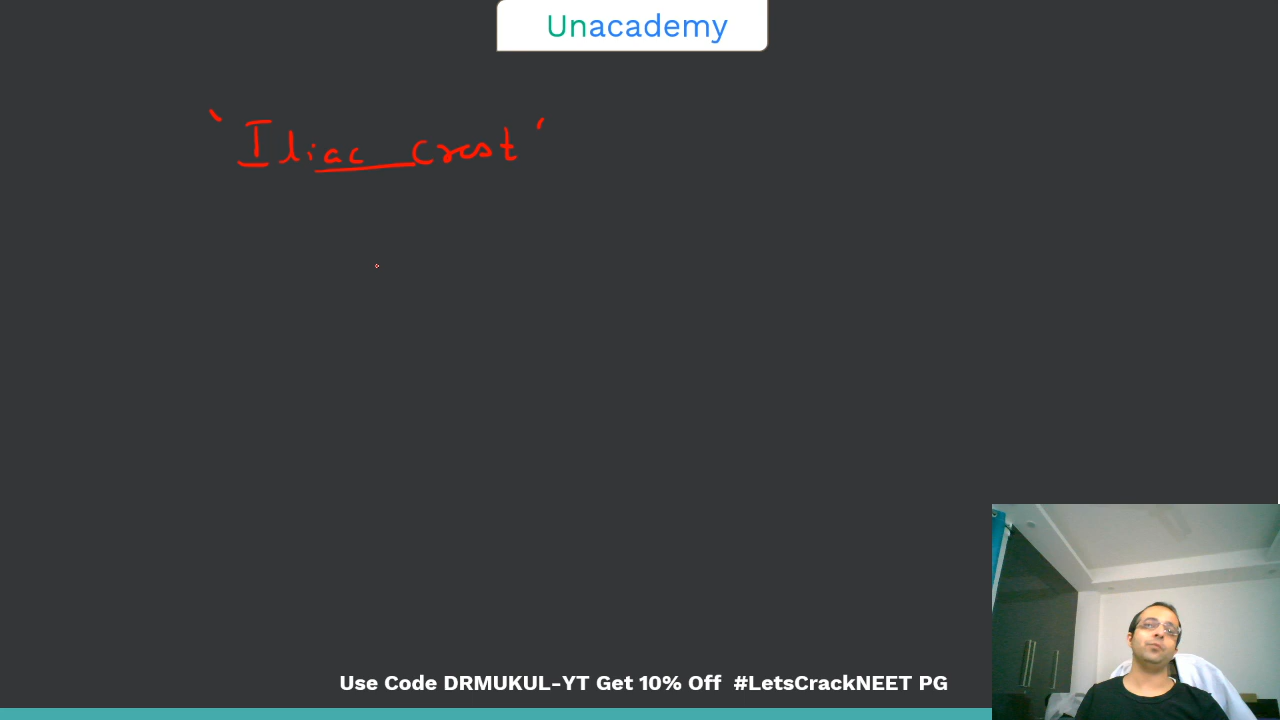 Unacademy
‘Iliac crest’
Use Code DRMUKUL-YT Get 10% Off #LetsCrackNEET PG